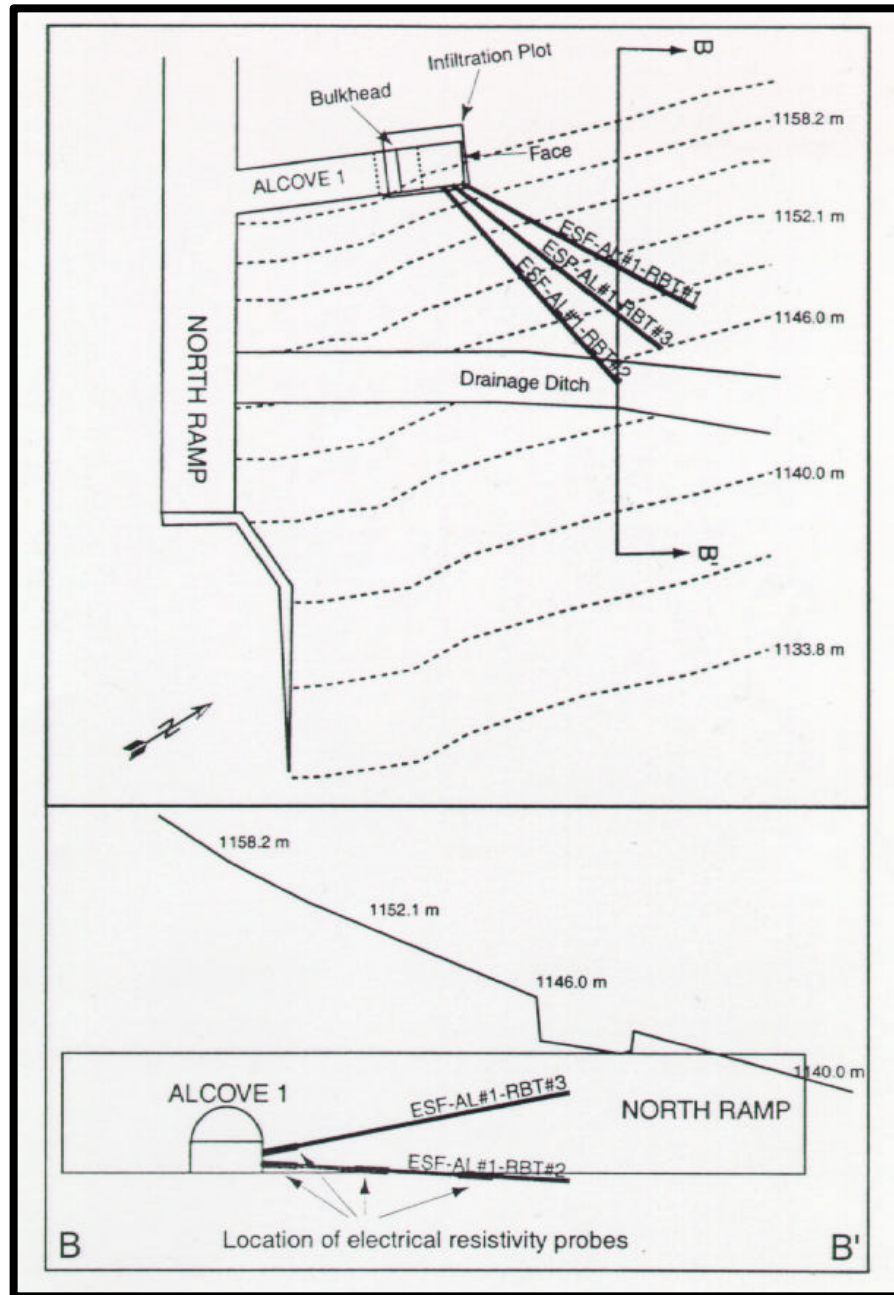 B
Infiltration Plot
Bulkhead
1158.2 m
Face
ALCOVE 1
1152.1 m
ESF-AL#1-RBT#1
ESF-AL#1-RBT#3
ESF-AL#1-RBT#2
1146.0 m
NORTH RAMP
Drainage Ditch
1140.0 m
B'
1133.8 m
N
1158.2 m
1152.1 m
1146.0 m
1140.0 m
ALCOVE 1
ESF-AL#1-RBT#3
NORTH RAMP
ESF-AL#1-RBT#2
Location of electrical resistivity probes
B
B'